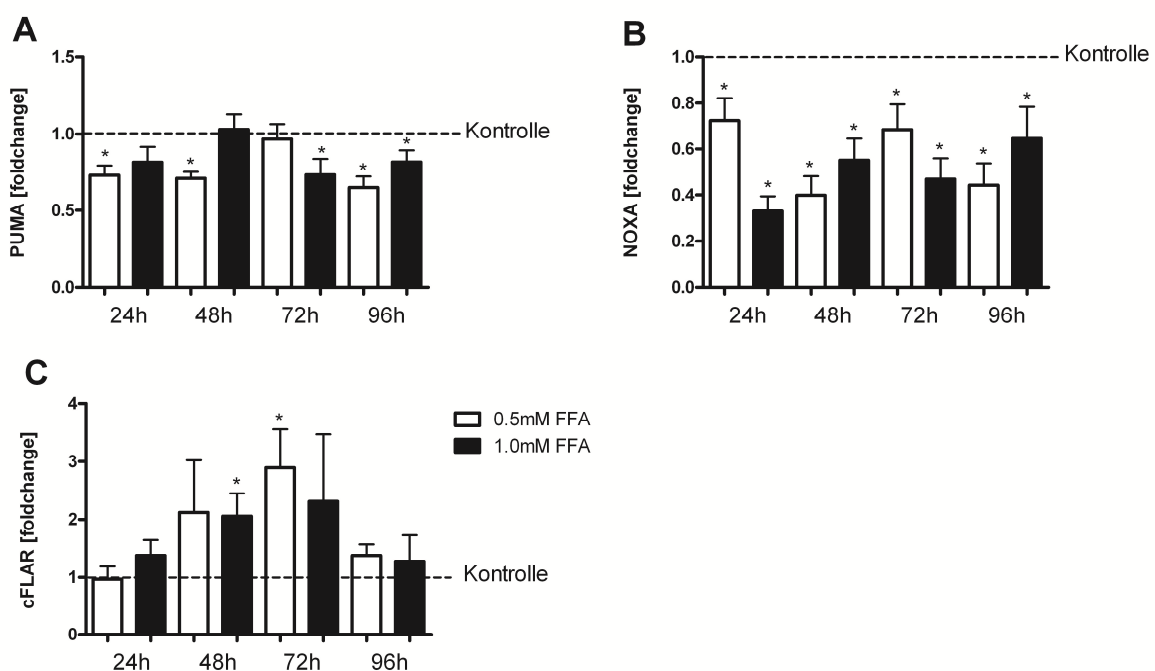 A
PUMA [foldchange]
1.5
1.0
0.5
0.0
Kontrolle
* * * * *
24h 48h 72h 96h
B
NOXA [foldchange]
1.0
0.8
0.6
0.4
0.2
0.0
Kontrolle
* * * * * * * *
24h 48h 72h 96h
C
cFLAR [foldchange]
4
3
2
1
0
Kontrolle
* *
24h 48h 72h 96h
0.5mM FFA
1.0mM FFA